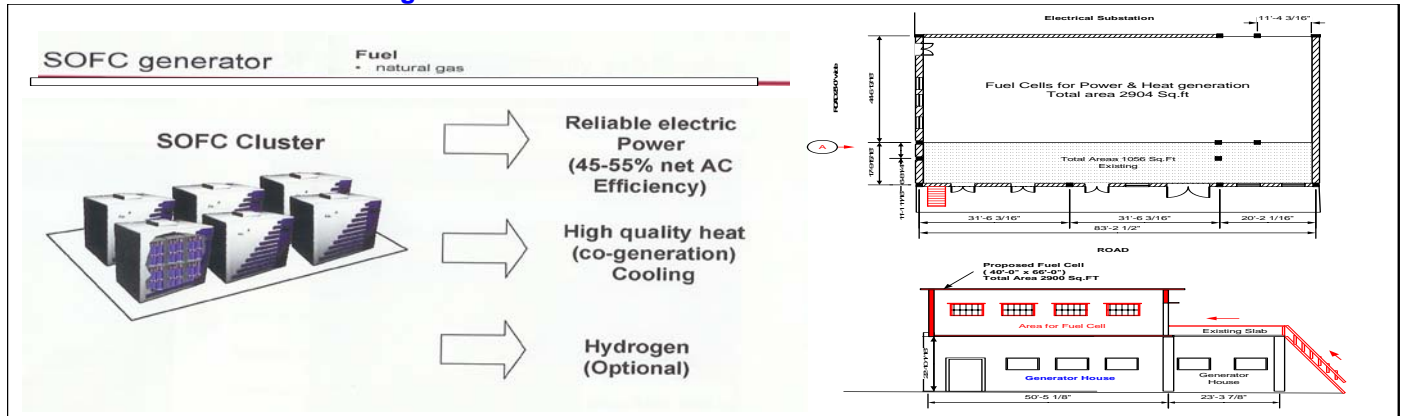 SOFC generator
Fuel
• natural gas
SOFC Cluster
Reliable electric
Power
(45-55% net AC
Efficiency)
High quality heat
(co-generation)
Cooling
Hydrogen
(Optional)
Electrical Substation
11'-4 3/16"
Fuel Cells for Power & Heat generation
Total area 2904 Sq.ft
A
Total Areaa 1056 Sq.Ft
Existing
31'-6 3/16"
31'-6 3/16"
20'-2 1/16"
83'-2 1/2"
ROAD
Proposed Fuel Cell
( 40'-0" x 66'-0")
Total Area 2900 Sq.FT
Area for Fuel Cell
Existing Slab
Generator House
Generator
House
50'-5 1/8"
23'-3 7/8"